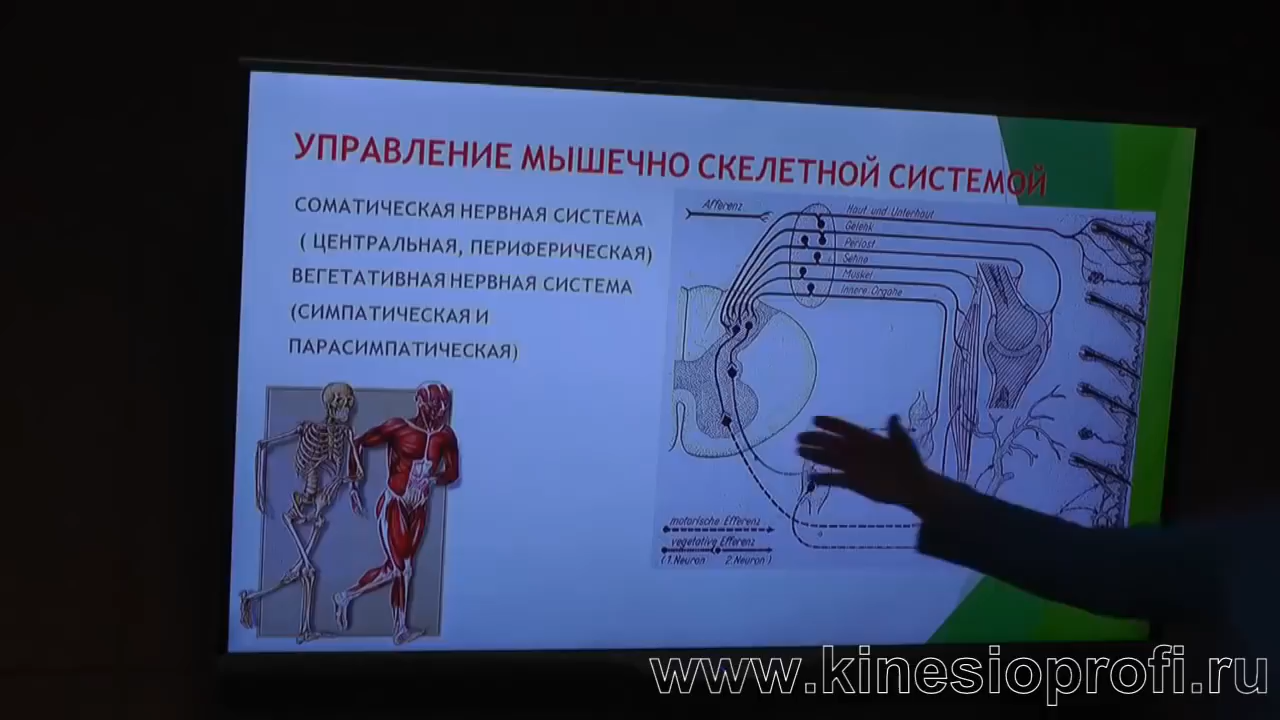 УПРАВЛЕНИЕ МЫШЕЧНО СКЕЛЕТНОЙ СИСТЕМОЙ
СОМАТИЧЕСКАЯ НЕРВНАЯ СИСТЕМА
( ЦЕНТРАЛЬНАЯ, ПЕРИФЕРИЧЕСКАЯ)
ВЕГЕТАТИВНАЯ НЕРВНАЯ СИСТЕМА
(СИМПАТИЧЕСКАЯ И
ПАРАСИМПАТИЧЕСКАЯ)
Afferenz
Haut und Unterhaut
Gelenk
Periost
Sehne
Muskel
Innere Organe
motorische Efferenz
vegetative Efferenz
(1.Neuron 2.Neuron)
www.kinesioprofi.ru